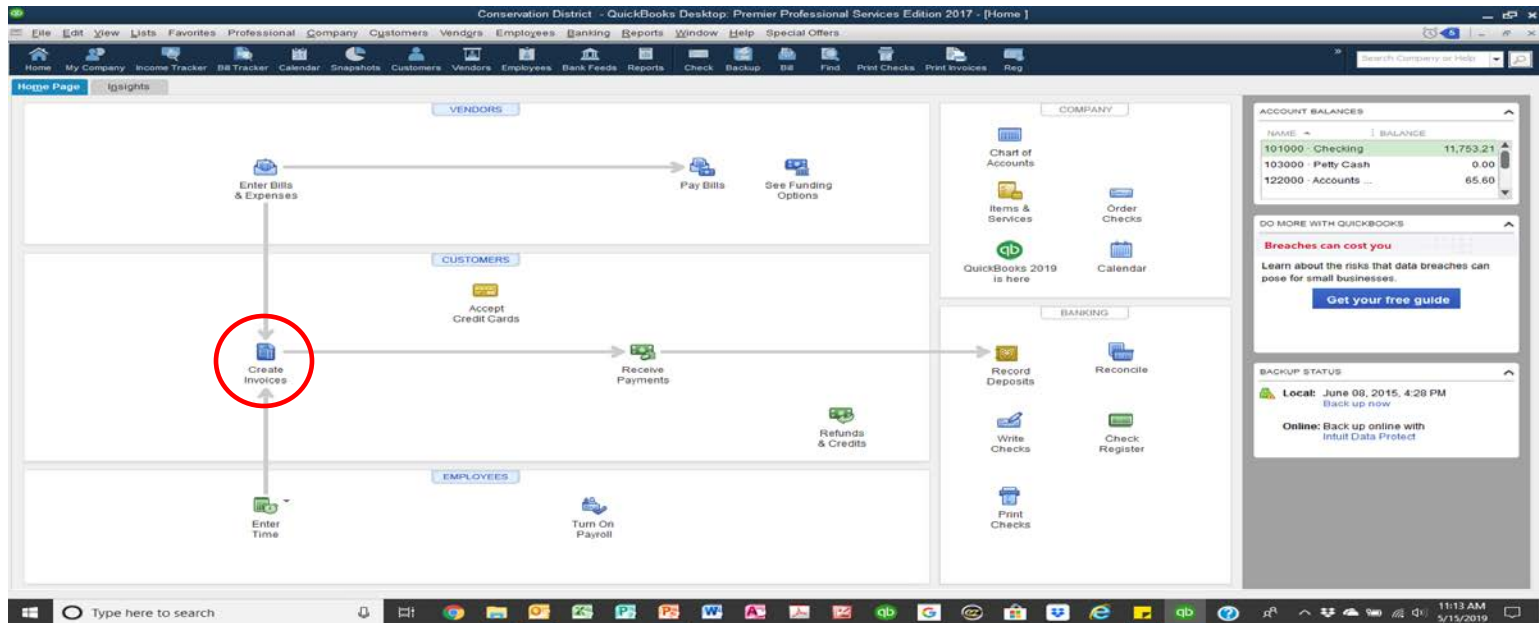 Conservation District - QuickBooks Desktop: Premier Professional Services Edition 2017 - [Home ]
File Edit View Lists Favorites Professional Company Customers Vendors Employees Banking Reports Window Help Special Offers
Home My Company Income Tracker Bill Tracker Calendar Snapshots Customers Vendors Employees Bank Feeds Reports Check Backup Bill Find Print Checks Print Invoices Reg
Search Company or Help
Home Page Insights
VENDORS
Enter Bills
& Expenses
Pay Bills
See Funding
Options
CUSTOMERS
Accept
Credit Cards
Create
Invoices
Receive
Payments
Refunds
& Credits
EMPLOYEES
Enter
Time
Turn On
Payroll
COMPANY
Chart of
Accounts
Items &
Services
Order
Checks
QuickBooks 2019
is here
Calendar
BANKING
Record
Deposits
Reconcile
Write
Checks
Check
Register
Print
Checks
ACCOUNT BALANCES
NAME BALANCE
101000 · Checking 11,753.21
103000 · Petty Cash 0.00
122000 · Accounts ... 65.60
DO MORE WITH QUICKBOOKS
Breaches can cost you
Learn about the risks that data breaches can
pose for small businesses.
Get your free guide
BACKUP STATUS
Local: June 08, 2015, 4:28 PM
Back up now
Online: Back up online with
Intuit Data Protect
Type here to search
11:13 AM
5/15/2019